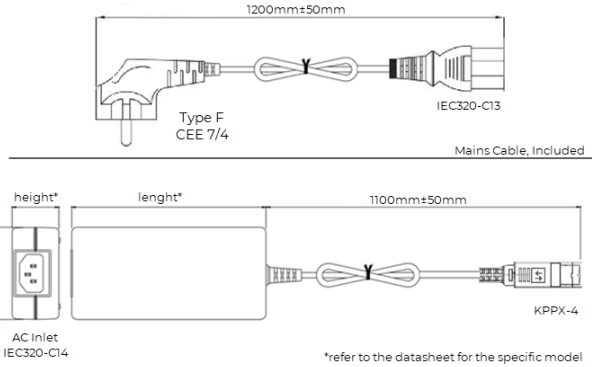 1200mm±50mm
IEC320-C13
Type F
CEE 7/4
Mains Cable, Included
height*
lenght*
1100mm±50mm
KPPX-4
AC Inlet
IEC320-C14
*refer to the datasheet for the specific model